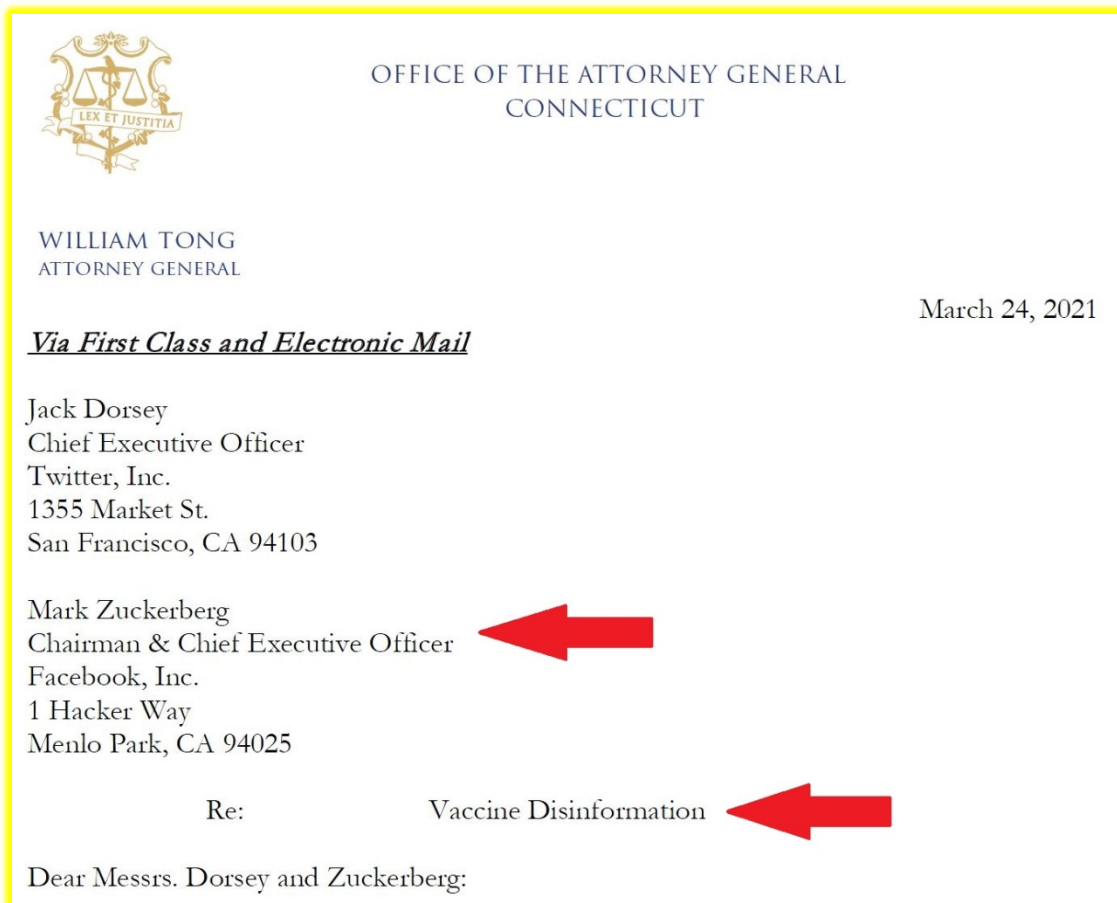 LEX ET JUSTITIA
OFFICE OF THE ATTORNEY GENERAL
CONNECTICUT
WILLIAM TONG
ATTORNEY GENERAL
March 24, 2021
Via First Class and Electronic Mail
Jack Dorsey
Chief Executive Officer
Twitter, Inc.
1355 Market St.
San Francisco, CA 94103
Mark Zuckerberg
Chairman & Chief Executive Officer
Facebook, Inc.
1 Hacker Way
Menlo Park, CA 94025
Re: Vaccine Disinformation
Dear Messrs. Dorsey and Zuckerberg: